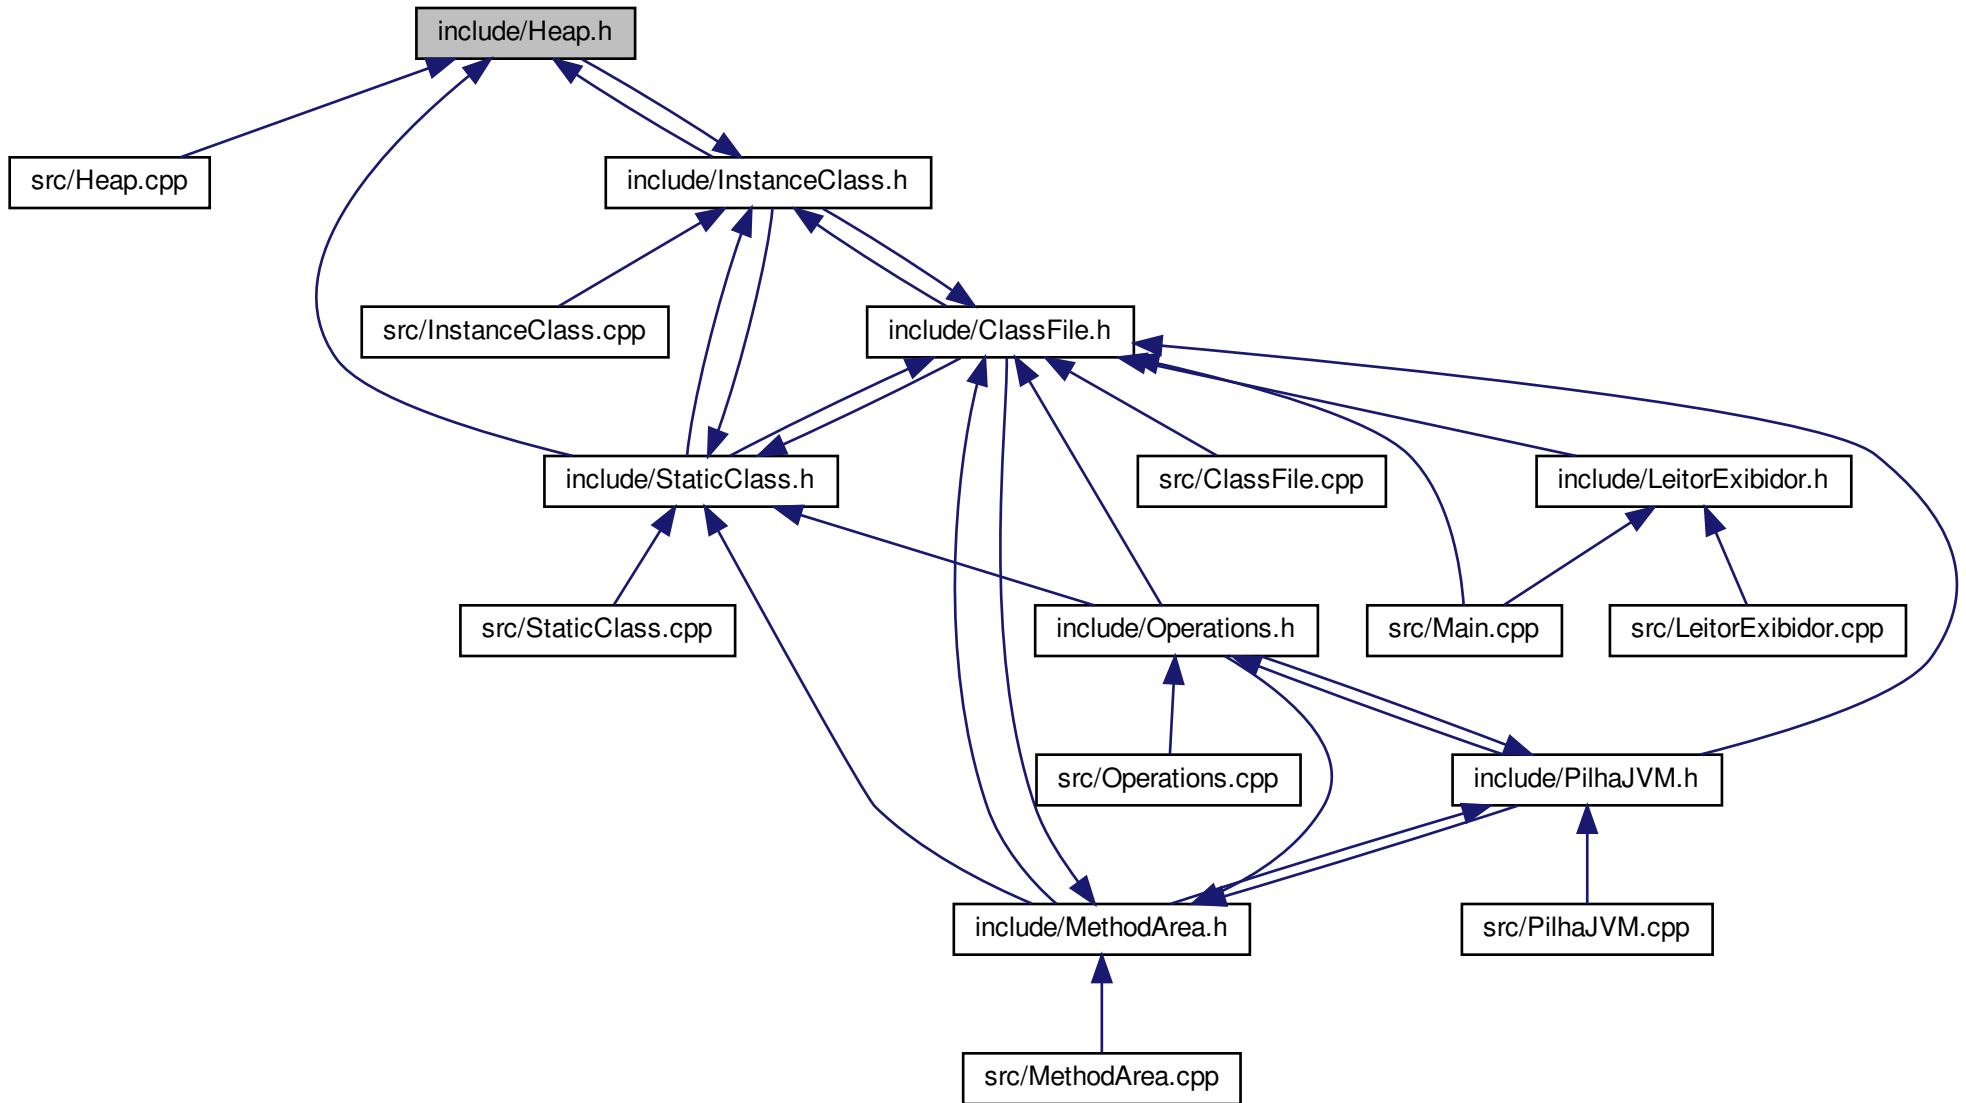 include/Heap.h
src/Heap.cpp
include/InstanceClass.h
src/InstanceClass.cpp
include/ClassFile.h
include/StaticClass.h
src/ClassFile.cpp
include/LeitorExibidor.h
src/StaticClass.cpp
include/Operations.h
src/Main.cpp
src/LeitorExibidor.cpp
src/Operations.cpp
include/PilhaJVM.h
include/MethodArea.h
src/PilhaJVM.cpp
src/MethodArea.cpp